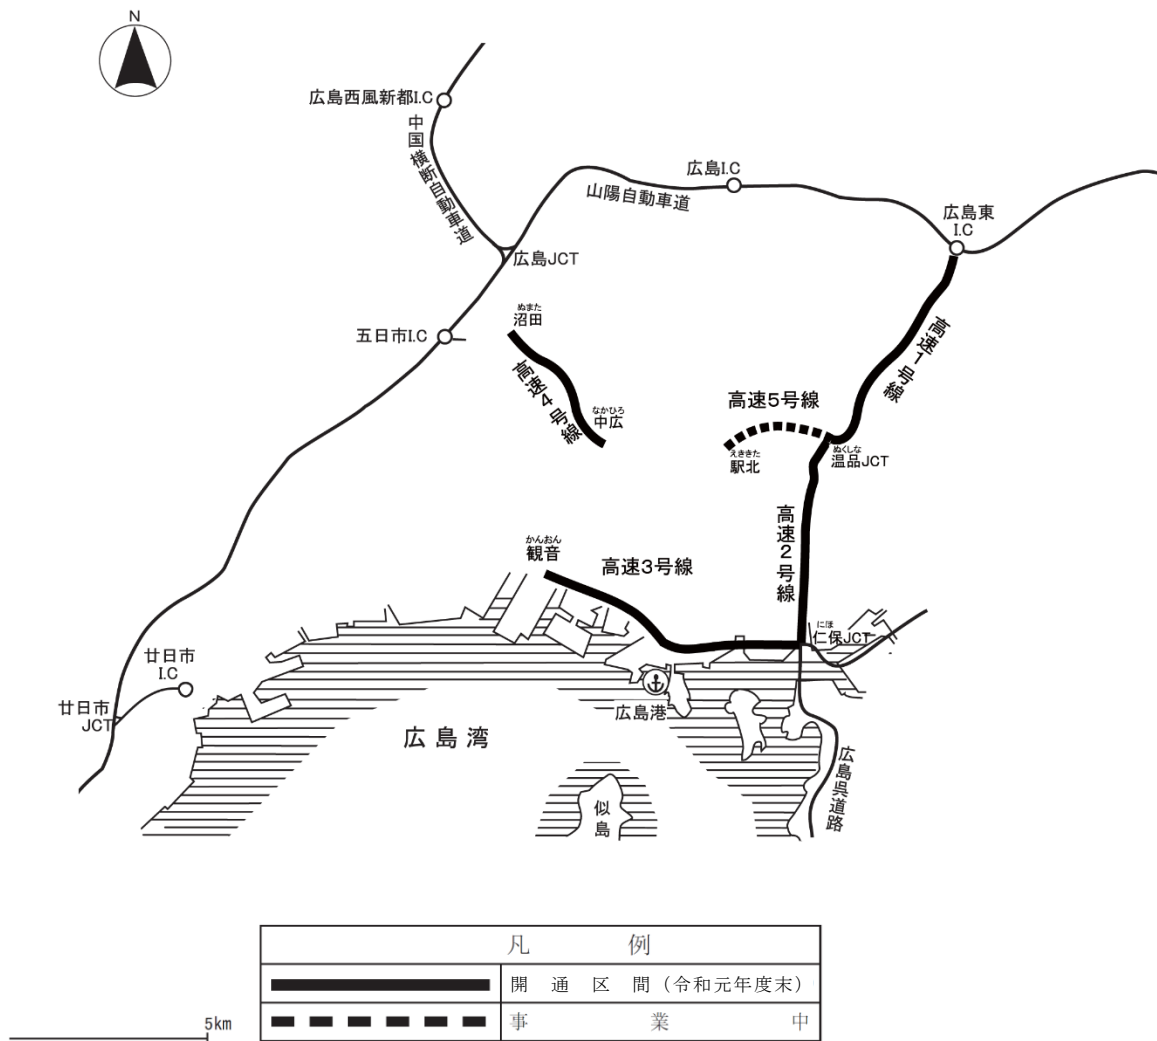 N
広島西風新都I.C
中国横断自動車道
広島I.C
山陽自動車道
広島東
I.C
広島JCT
ぬまた
沼田
五日市I.C
高速1号線
高速4号線
なかひろ
中広
高速5号線
えききた
駅北
ぬくしな
温品JCT
高速2号線
かんおん
観音
高速3号線
にほ
仁保JCT
廿日市
I.C
廿日市
JCT
広島港
広島湾
広島呉道路
似島
凡例
開通区間(令和元年度末)
事業中
5km